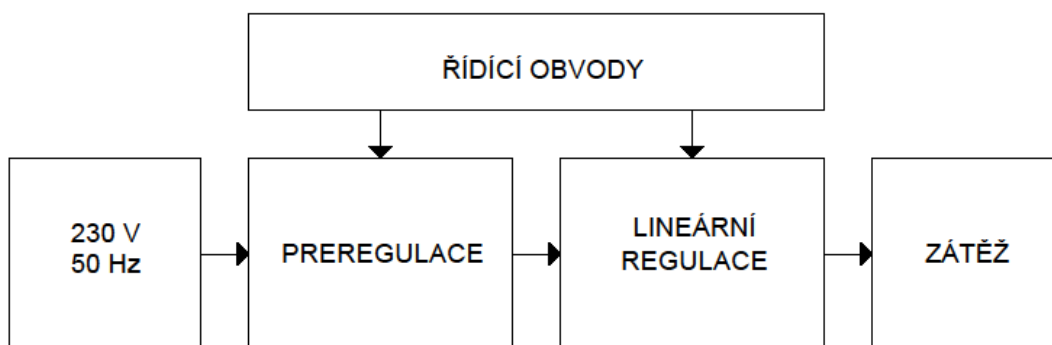 ŘÍDÍCÍ OBVODY
230 V
50 Hz
PREREGULACE
LINEÁRNÍ
REGULACE
ZÁTĚŽ